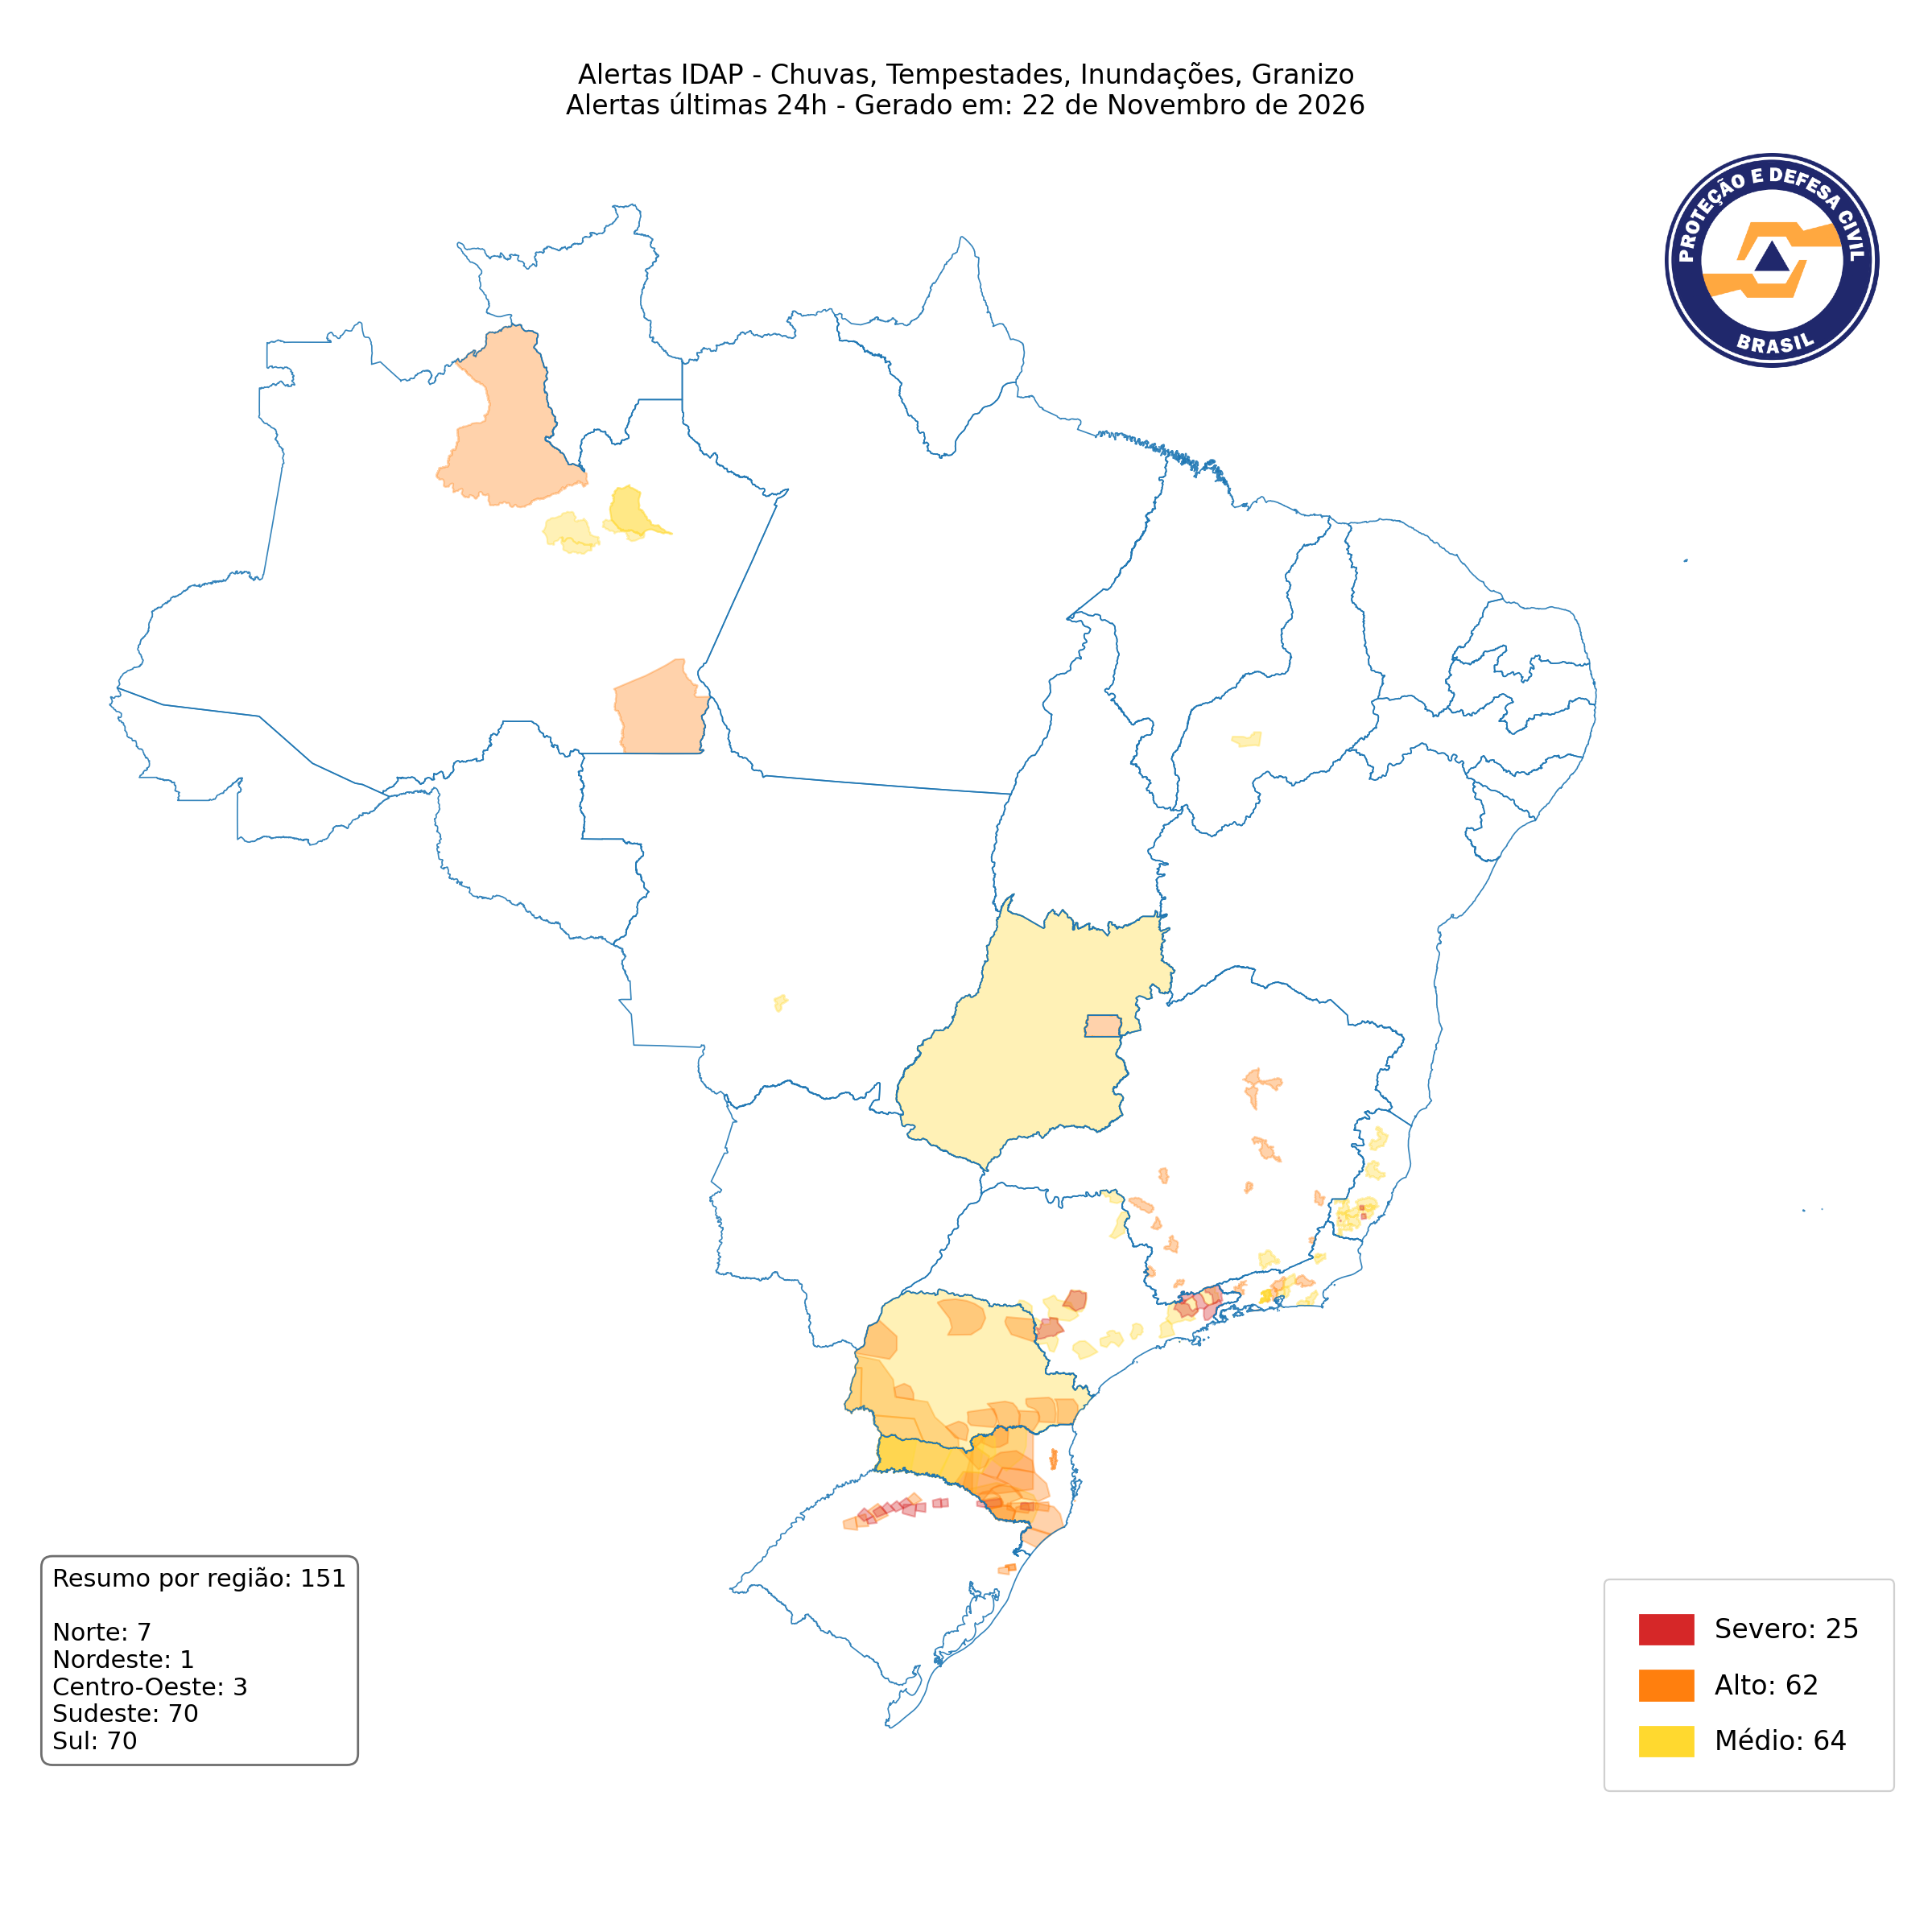 Alertas IDAP - Chuvas, Tempestades, Inundações, Granizo
Alertas últimas 24h - Gerado em: 22 de Novembro de 2026
PROTEÇÃO E DEFESA CIVIL
BRASIL
Resumo por região: 151
Norte: 7
Nordeste: 1
Centro-Oeste: 3
Sudeste: 70
Sul: 70
Severo: 25
Alto: 62
Médio: 64